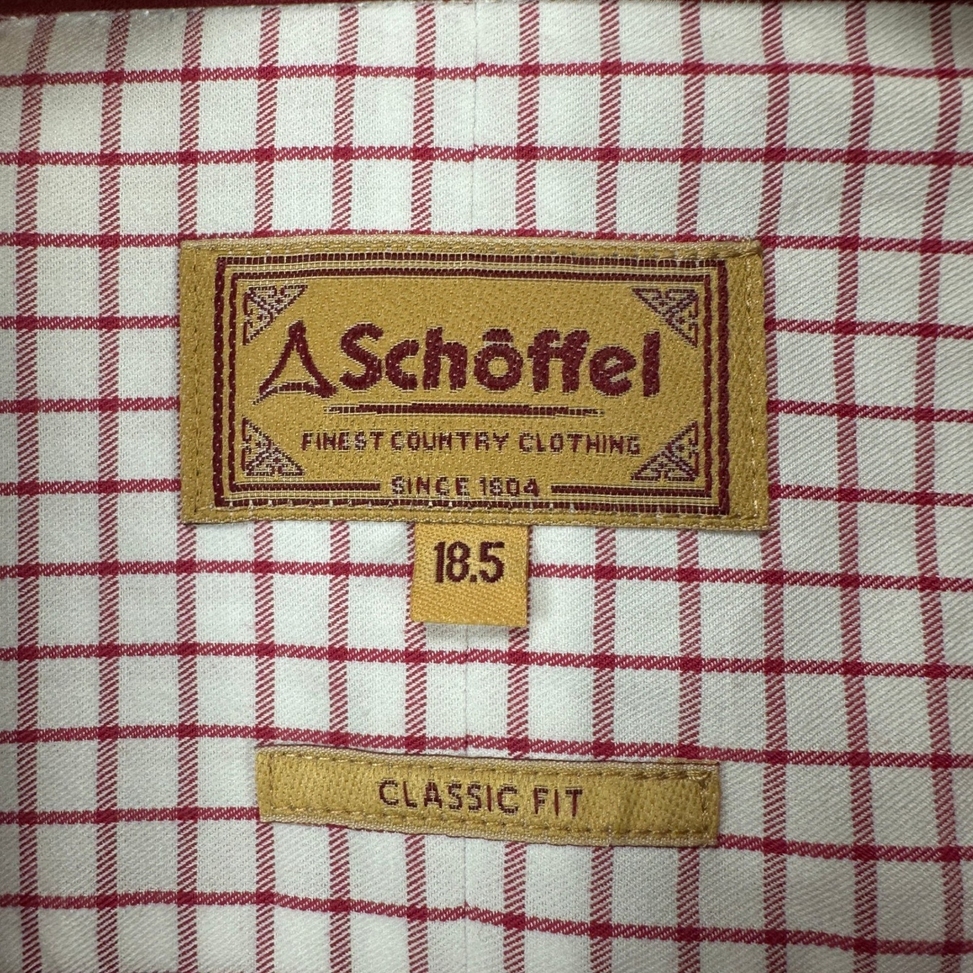 Schöffel
FINEST COUNTRY CLOTHING
SINCE 1804
18.5
CLASSIC FIT